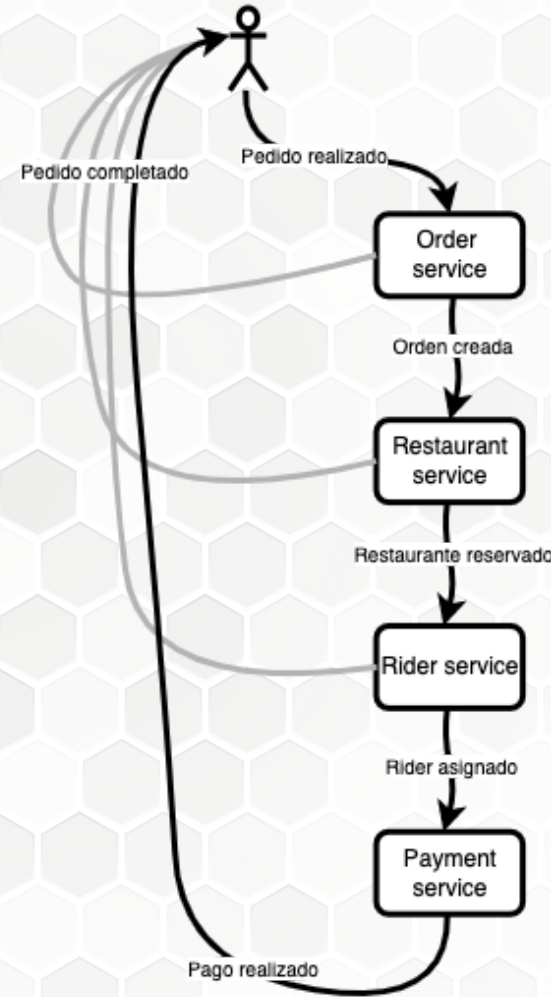 Pedido realizado
Pedido completado
Order
service
Orden creada
Restaurant
service
Restaurante reservado
Rider service
Rider asignado
Payment
service
Pago realizado